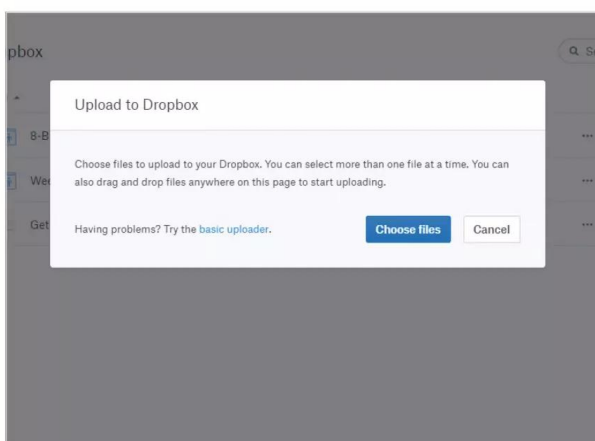 pbox
Upload to Dropbox
8-B
Choose files to upload to your Dropbox. You can select more than one file at a time. You can
also drag and drop files anywhere on this page to start uploading.
Wee
Get
Having problems? Try the basic uploader.
Choose files
Cancel